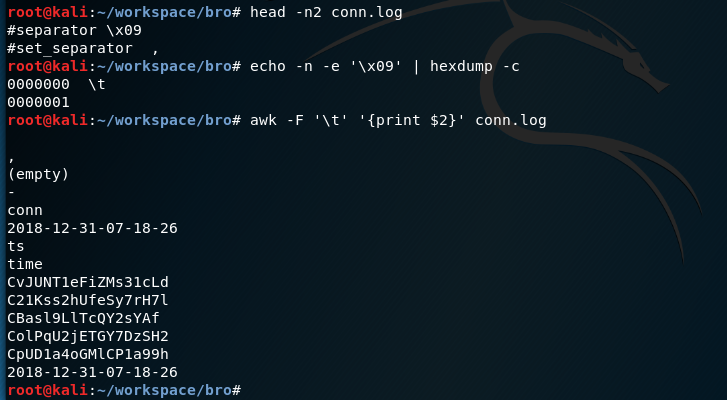 root@kali:~/workspace/bro# head -n2 conn.log
#separator \x09
#set_separator  ,
root@kali:~/workspace/bro# echo -n -e '\x09' | hexdump -c
0000000  \t
0000001
root@kali:~/workspace/bro# awk -F '\t' '{print $2}' conn.log

,
(empty)
-
conn
2018-12-31-07-18-26
ts
time
CvJUNT1eFiZMs31cLd
C21Kss2hUfeSy7rH7l
CBasl9LlTcQY2sYAf
ColPqU2jETGY7DzSH2
CpUD1a4oGMlCP1a99h
2018-12-31-07-18-26
root@kali:~/workspace/bro#